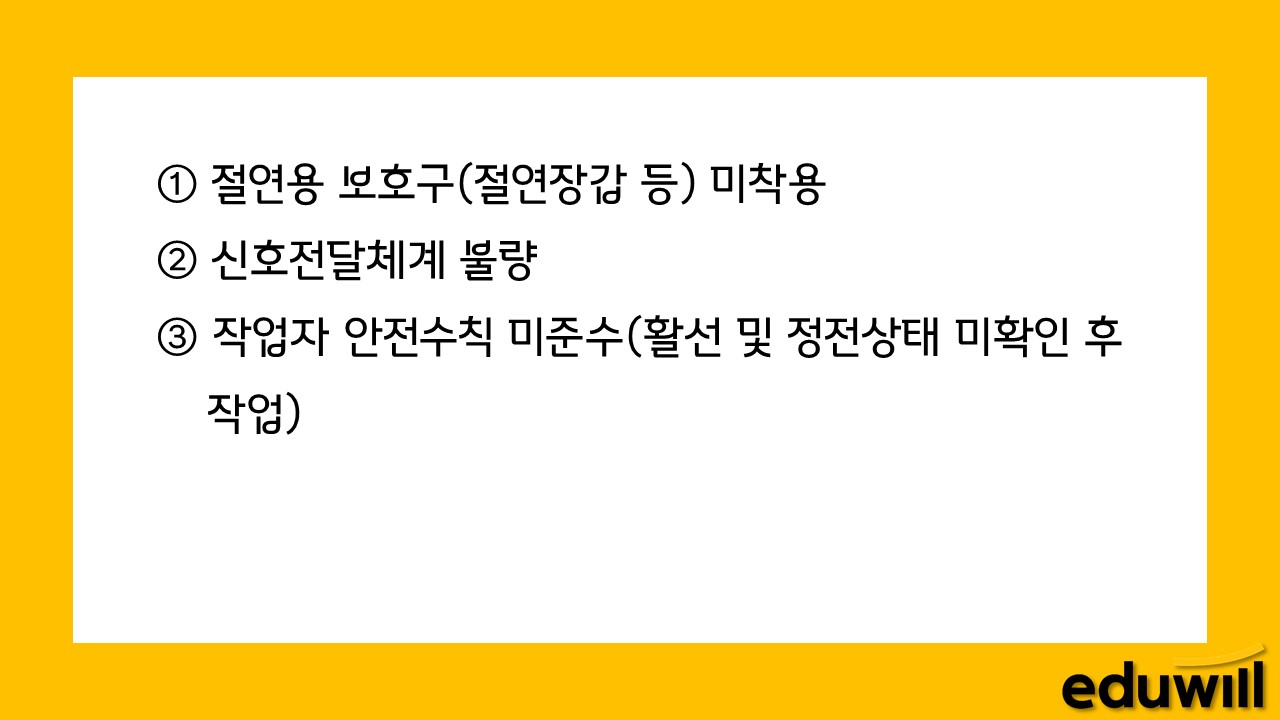 ① 절연용 보호구(절연장갑 등) 미착용
② 신호전달체계 불량
③ 작업자 안전수칙 미준수(활선 및 정전상태 미확인 후
작업)
eduwill